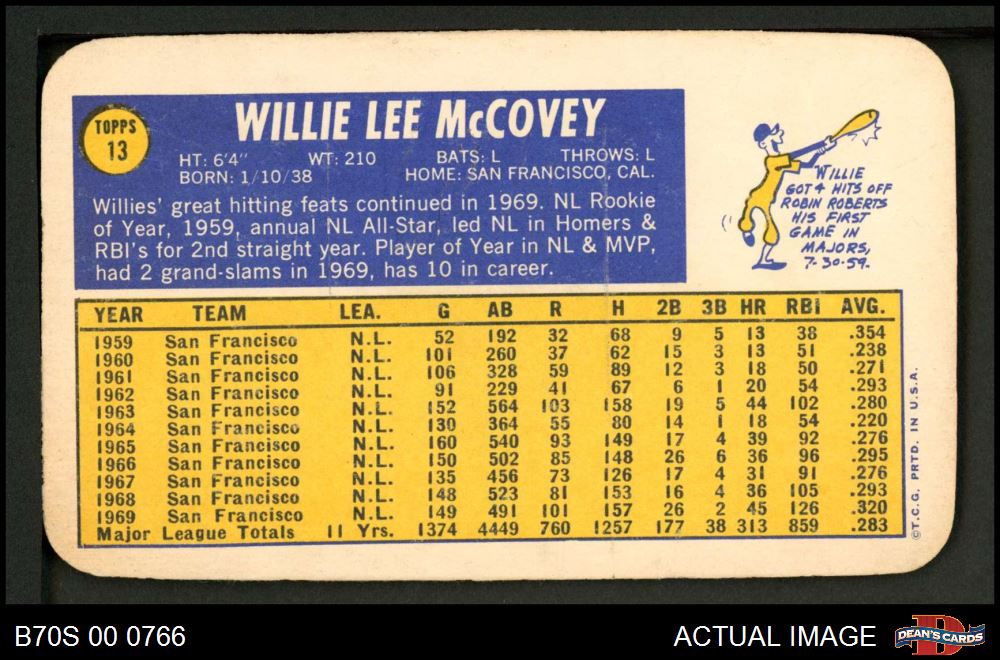 TOPPS
13
WILLIE LEE McCOVEY
HT: 6'4" WT: 210 BATS: L THROWS: L
BORN: 1/10/38 HOME: SAN FRANCISCO, CAL.
Willies' great hitting feats continued in 1969. NL Rookie
of Year, 1959, annual NL All-Star, led NL in Homers &
RBI's for 2nd straight year. Player of Year in NL & MVP,
had 2 grand-slams in 1969, has 10 in career.
WILLIE
GOT 4 HITS OFF
ROBIN ROBERTS
HIS FIRST
GAME IN
MAJORS,
7-30-59.
YEAR TEAM LEA. G AB R H 2B 3B HR RBI AVG.
1959 San Francisco N.L. 52 192 32 68 9 5 13 38 .354
1960 San Francisco N.L. 101 260 37 62 15 3 13 51 .238
1961 San Francisco N.L. 106 328 59 89 12 3 18 50 .271
1962 San Francisco N.L. 91 229 41 67 6 1 20 54 .293
1963 San Francisco N.L. 152 564 103 158 19 5 44 102 .280
1964 San Francisco N.L. 130 364 55 80 14 1 18 54 .220
1965 San Francisco N.L. 160 540 93 149 17 4 39 92 .276
1966 San Francisco N.L. 150 502 85 148 26 6 36 96 .295
1967 San Francisco N.L. 135 456 73 126 17 4 31 91 .276
1968 San Francisco N.L. 148 523 81 153 16 4 36 105 .293
1969 San Francisco N.L. 149 491 101 157 26 2 45 126 .320
Major League Totals 11 Yrs. 1374 4449 760 1257 177 38 313 859 .283
©T.C.G. PRTD. IN U.S.A.
B70S 00 0766
ACTUAL IMAGE
DEAN'S CARDS